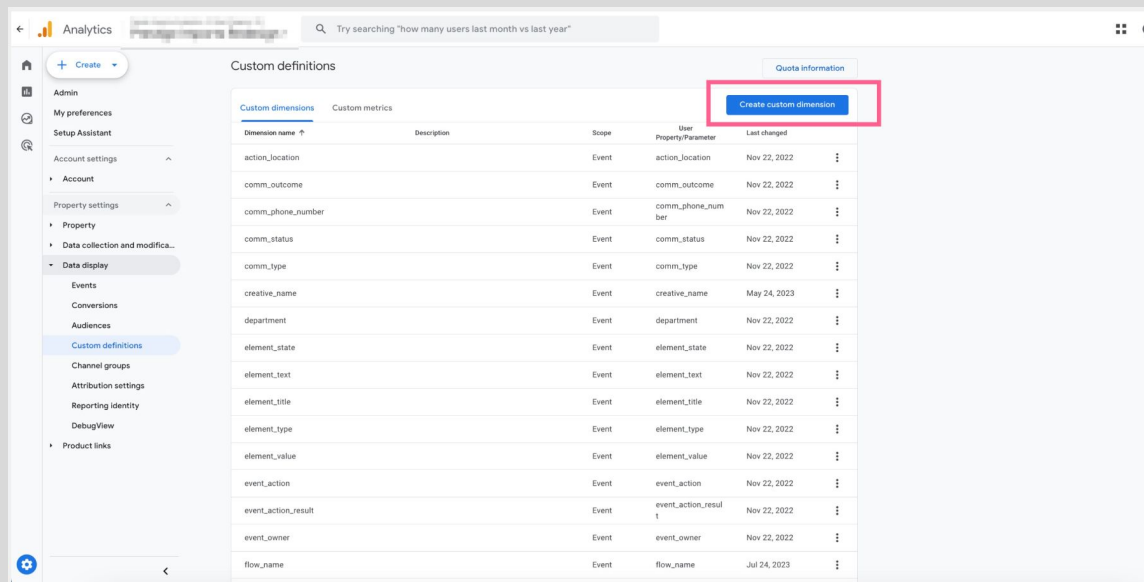 Analytics
Try searching "how many users last month vs last year"
Create
Admin
My preferences
Setup Assistant
Account settings
Account
Property settings
Property
Data collection and modifica...
Data display
Events
Conversions
Audiences
Custom definitions
Channel groups
Attribution settings
Reporting identity
DebugView
Product links
Custom definitions
Quota information
Custom dimensions Custom metrics
Create custom dimension
Dimension name Description Scope User Property/Parameter Last changed
action_location Event action_location Nov 22, 2022
comm_outcome Event comm_outcome Nov 22, 2022
comm_phone_number Event comm_phone_number Nov 22, 2022
comm_status Event comm_status Nov 22, 2022
comm_type Event comm_type Nov 22, 2022
creative_name Event creative_name May 24, 2023
department Event department Nov 22, 2022
element_state Event element_state Nov 22, 2022
element_text Event element_text Nov 22, 2022
element_title Event element_title Nov 22, 2022
element_type Event element_type Nov 22, 2022
element_value Event element_value Nov 22, 2022
event_action Event event_action Nov 22, 2022
event_action_result Event event_action_result Nov 22, 2022
event_owner Event event_owner Nov 22, 2022
flow_name Event flow_name Jul 24, 2023